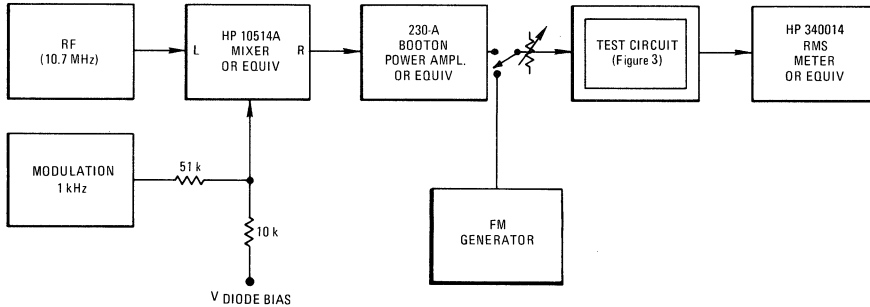 RF
(10.7 MHz)
L
HP 10514A
MIXER
OR EQUIV
R
230-A
BOOTON
POWER AMPL.
OR EQUIV
TEST CIRCUIT
(Figure 3)
HP 340014
RMS
METER
OR EQUIV
MODULATION
1 kHz
51 k
10 k
V DIODE BIAS
FM
GENERATOR